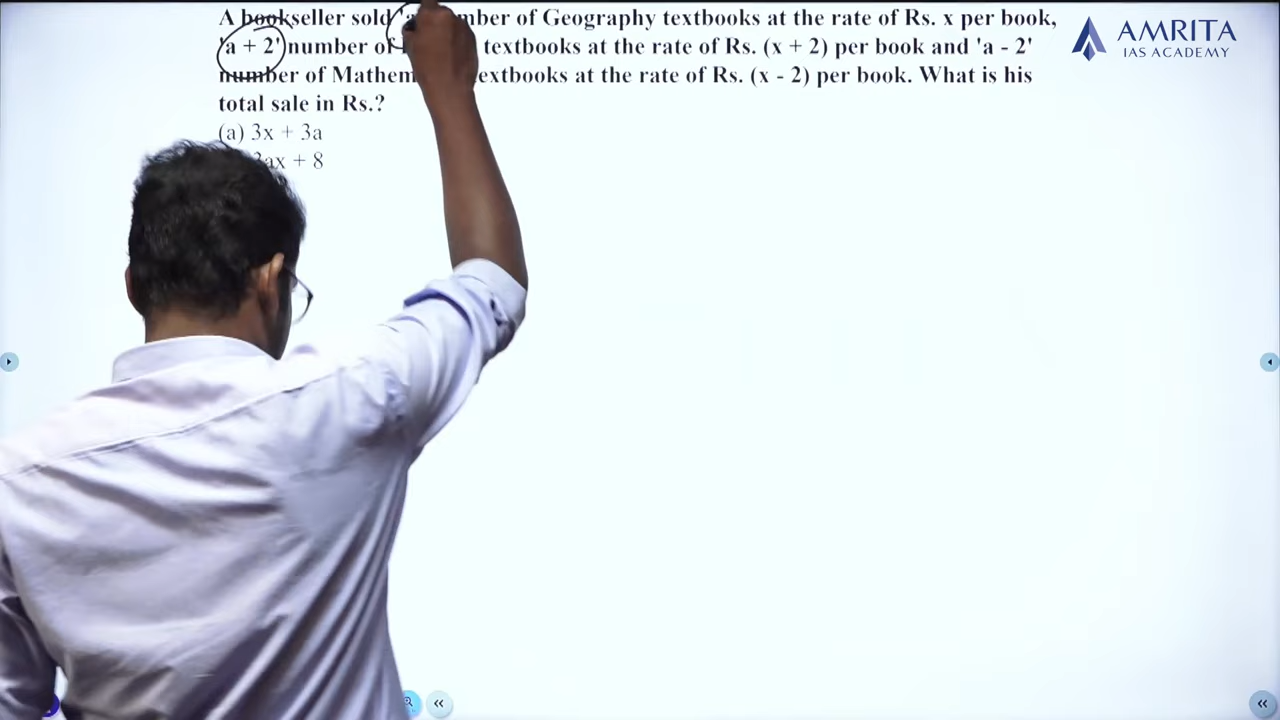 A bookseller sold 'a number of Geography textbooks at the rate of Rs. x per book,
'a + 2' number of textbooks at the rate of Rs. (x + 2) per book and 'a - 2'
number of Mathem textbooks at the rate of Rs. (x - 2) per book. What is his
total sale in Rs.?
(a) 3x + 3a
3ax + 8
AMRITA
IAS ACADEMY